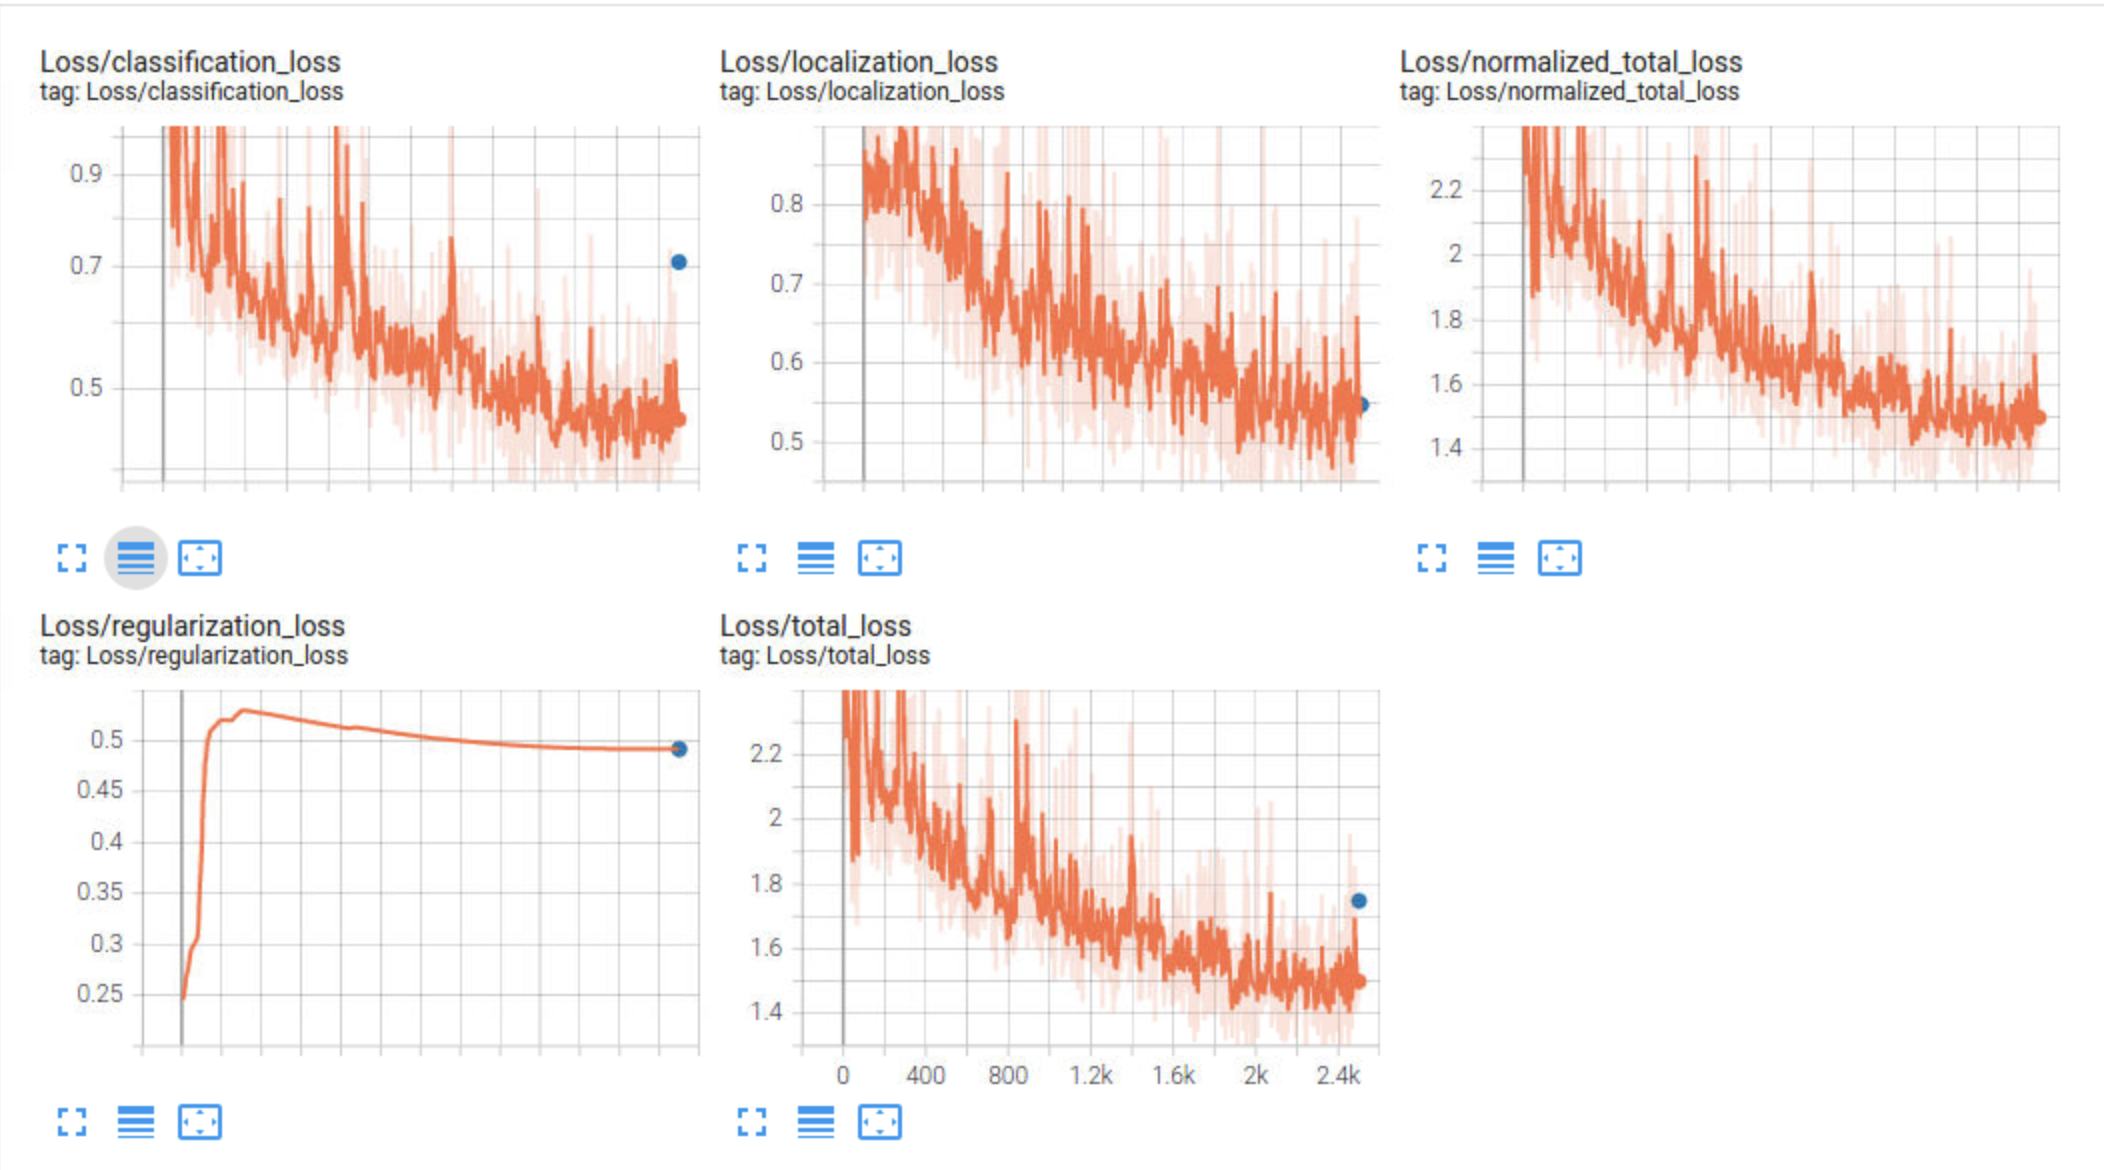 Loss/classification_loss
tag: Loss/classification_loss
0.9
0.7
0.5
Loss/localization_loss
tag: Loss/localization_loss
0.8
0.7
0.6
0.5
Loss/normalized_total_loss
tag: Loss/normalized_total_loss
2.2
2
1.8
1.6
1.4
Loss/regularization_loss
tag: Loss/regularization_loss
0.5
0.45
0.4
0.35
0.3
0.25
Loss/total_loss
tag: Loss/total_loss
2.2
2
1.8
1.6
1.4
0 400 800 1.2k 1.6k 2k 2.4k